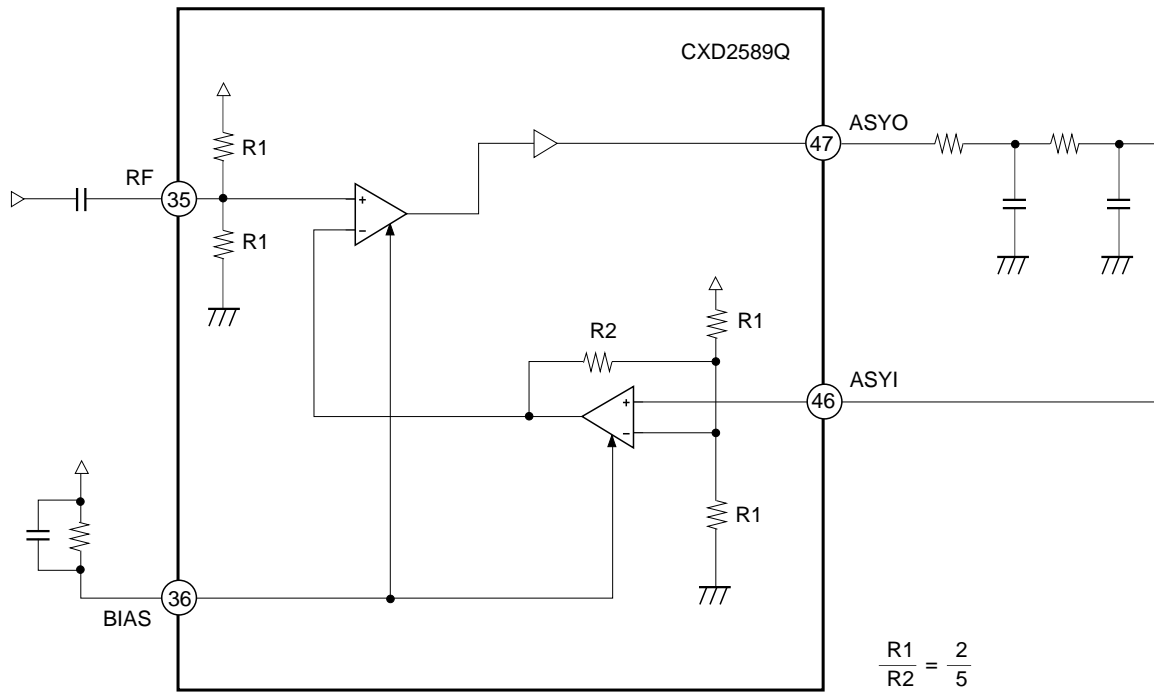 CXD2589Q
ASYO
47
R1
RF
35
+
−
R1
R1
R2
ASYI
46
+
−
R1
BIAS
36
R1/R2 = 2/5